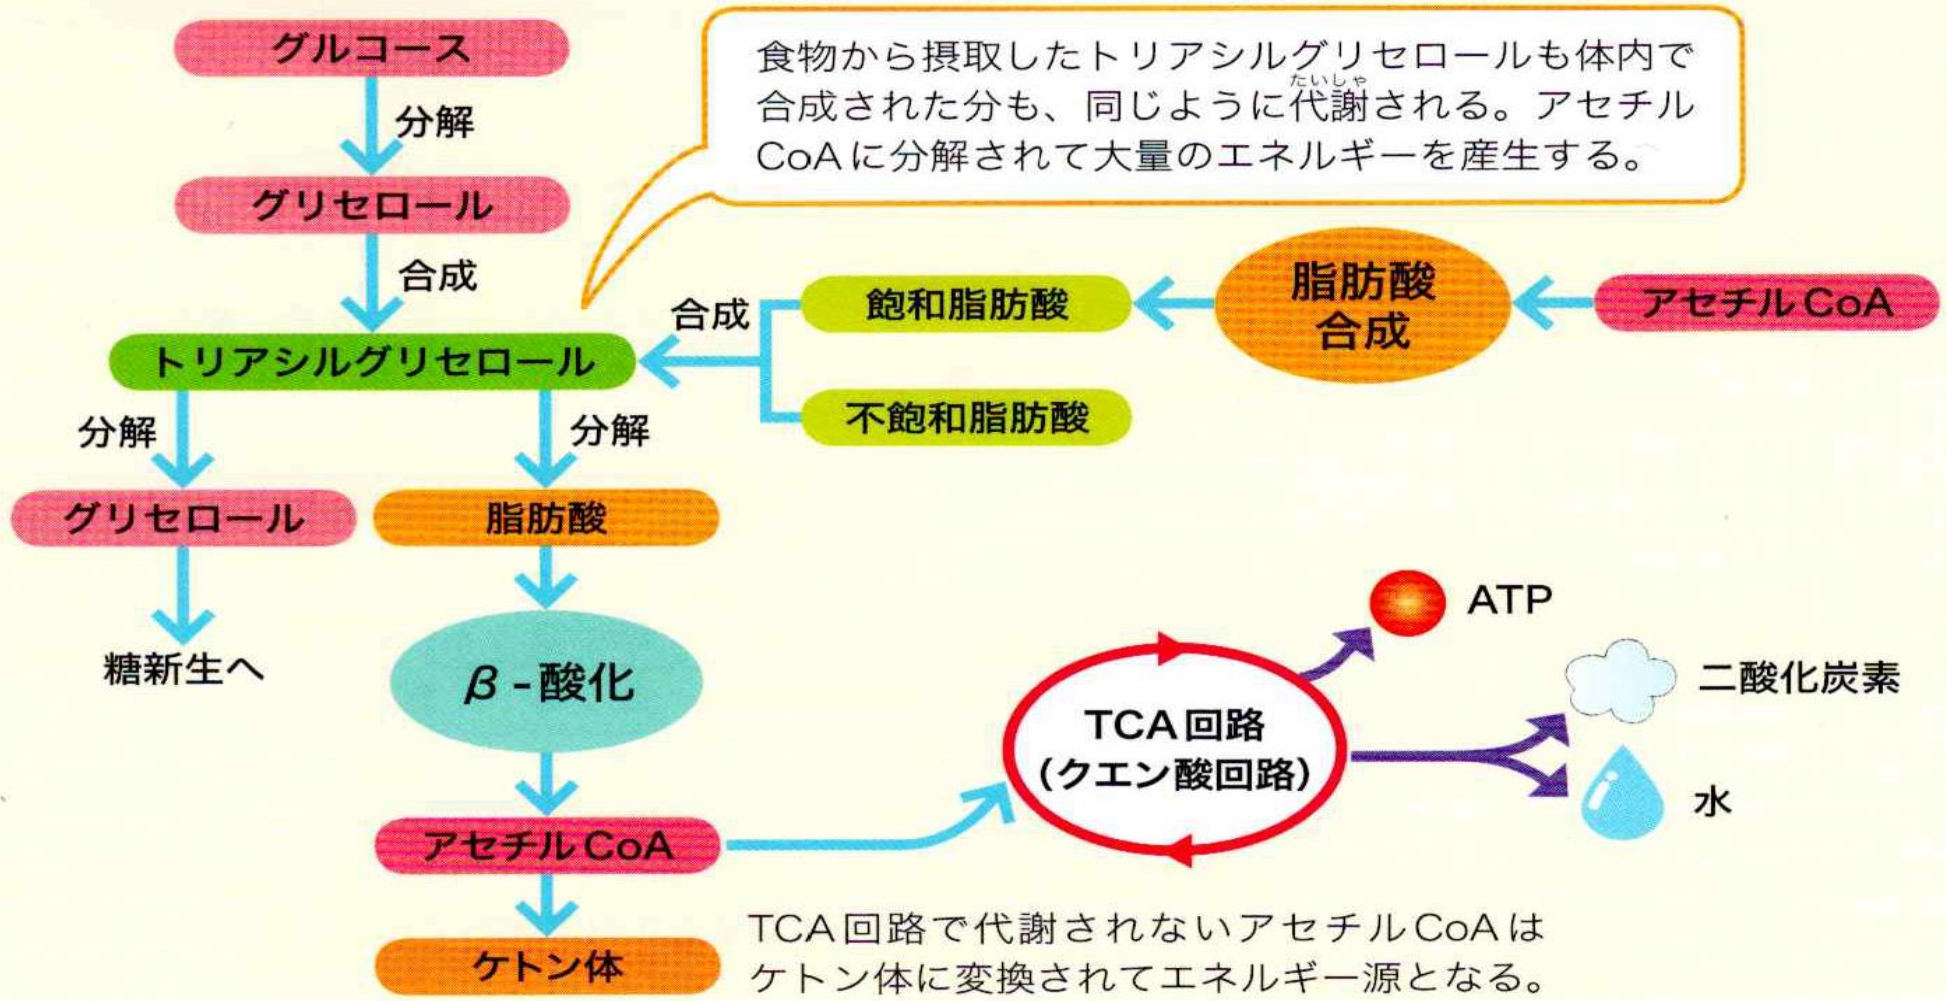 グルコース
分解
グリセロール
合成
食物から摂取したトリアシルグリセロールも体内で
たいしゃ
合成された分も、同じように代謝される。アセチル
CoAに分解されて大量のエネルギーを産生する。
トリアシルグリセロール
合成
飽和脂肪酸
不飽和脂肪酸
脂肪酸
合成
アセチルCoA
分解
分解
グリセロール
脂肪酸
糖新生へ
β-酸化
アセチルCoA
ケトン体
TCA回路
(クエン酸回路)
ATP
二酸化炭素
水
TCA回路で代謝されないアセチルCoAは
ケトン体に変換されてエネルギー源となる。